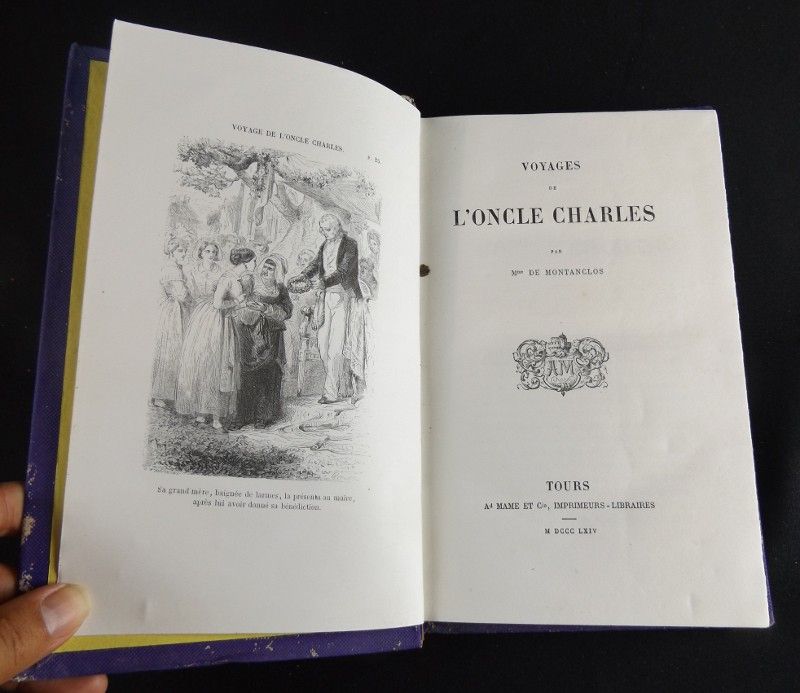 VOYAGE DE L'ONCLE CHARLES.
Sa grand'mère, baignée de larmes, la présenta au maire,
après lui avoir donné sa bénédiction.
VOYAGES
DE
L'ONCLE CHARLES
PAR
Mme DE MONTANCLOS
AM
TOURS
Ad MAME ET Cie, IMPRIMEURS-LIBRAIRES
M DCCC LXIV